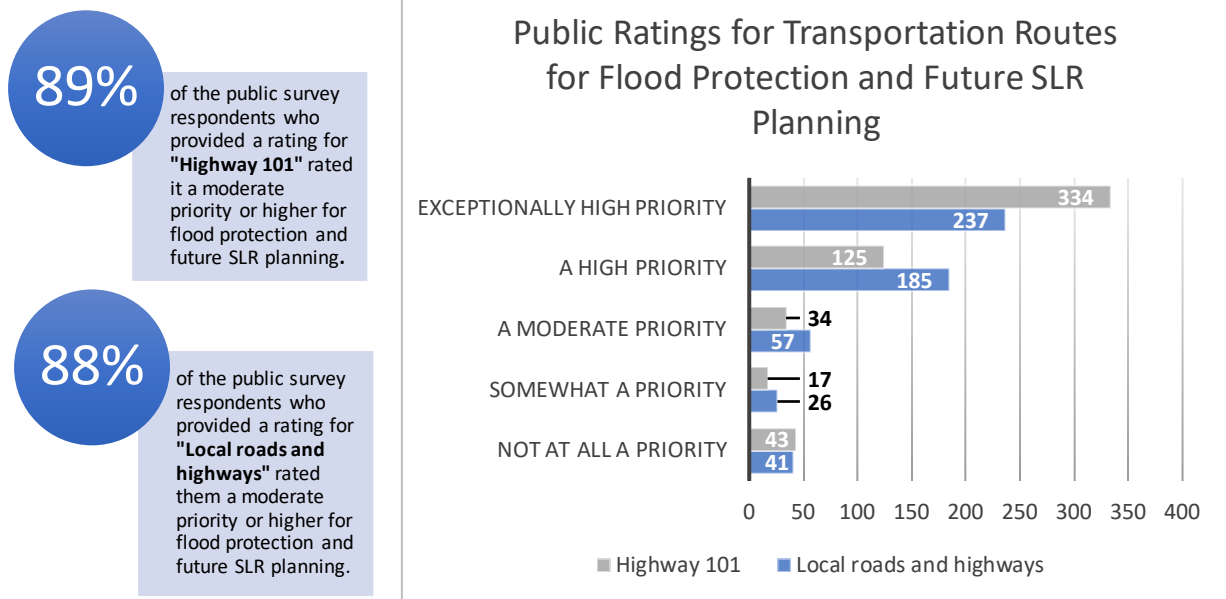 89%
of the public survey
respondents who
provided a rating for
"Highway 101" rated
it a moderate
priority or higher for
flood protection and
future SLR planning.
88%
of the public survey
respondents who
provided a rating for
"Local roads and
highways" rated
them a moderate
priority or higher for
flood protection and
future SLR planning.
Public Ratings for Transportation Routes
for Flood Protection and Future SLR
Planning
EXCEPTIONALLY HIGH PRIORITY
334
237
A HIGH PRIORITY
125
185
A MODERATE PRIORITY
34
57
SOMEWHAT A PRIORITY
17
26
NOT AT ALL A PRIORITY
43
41
0 50 100 150 200 250 300 350 400
Highway 101 Local roads and highways